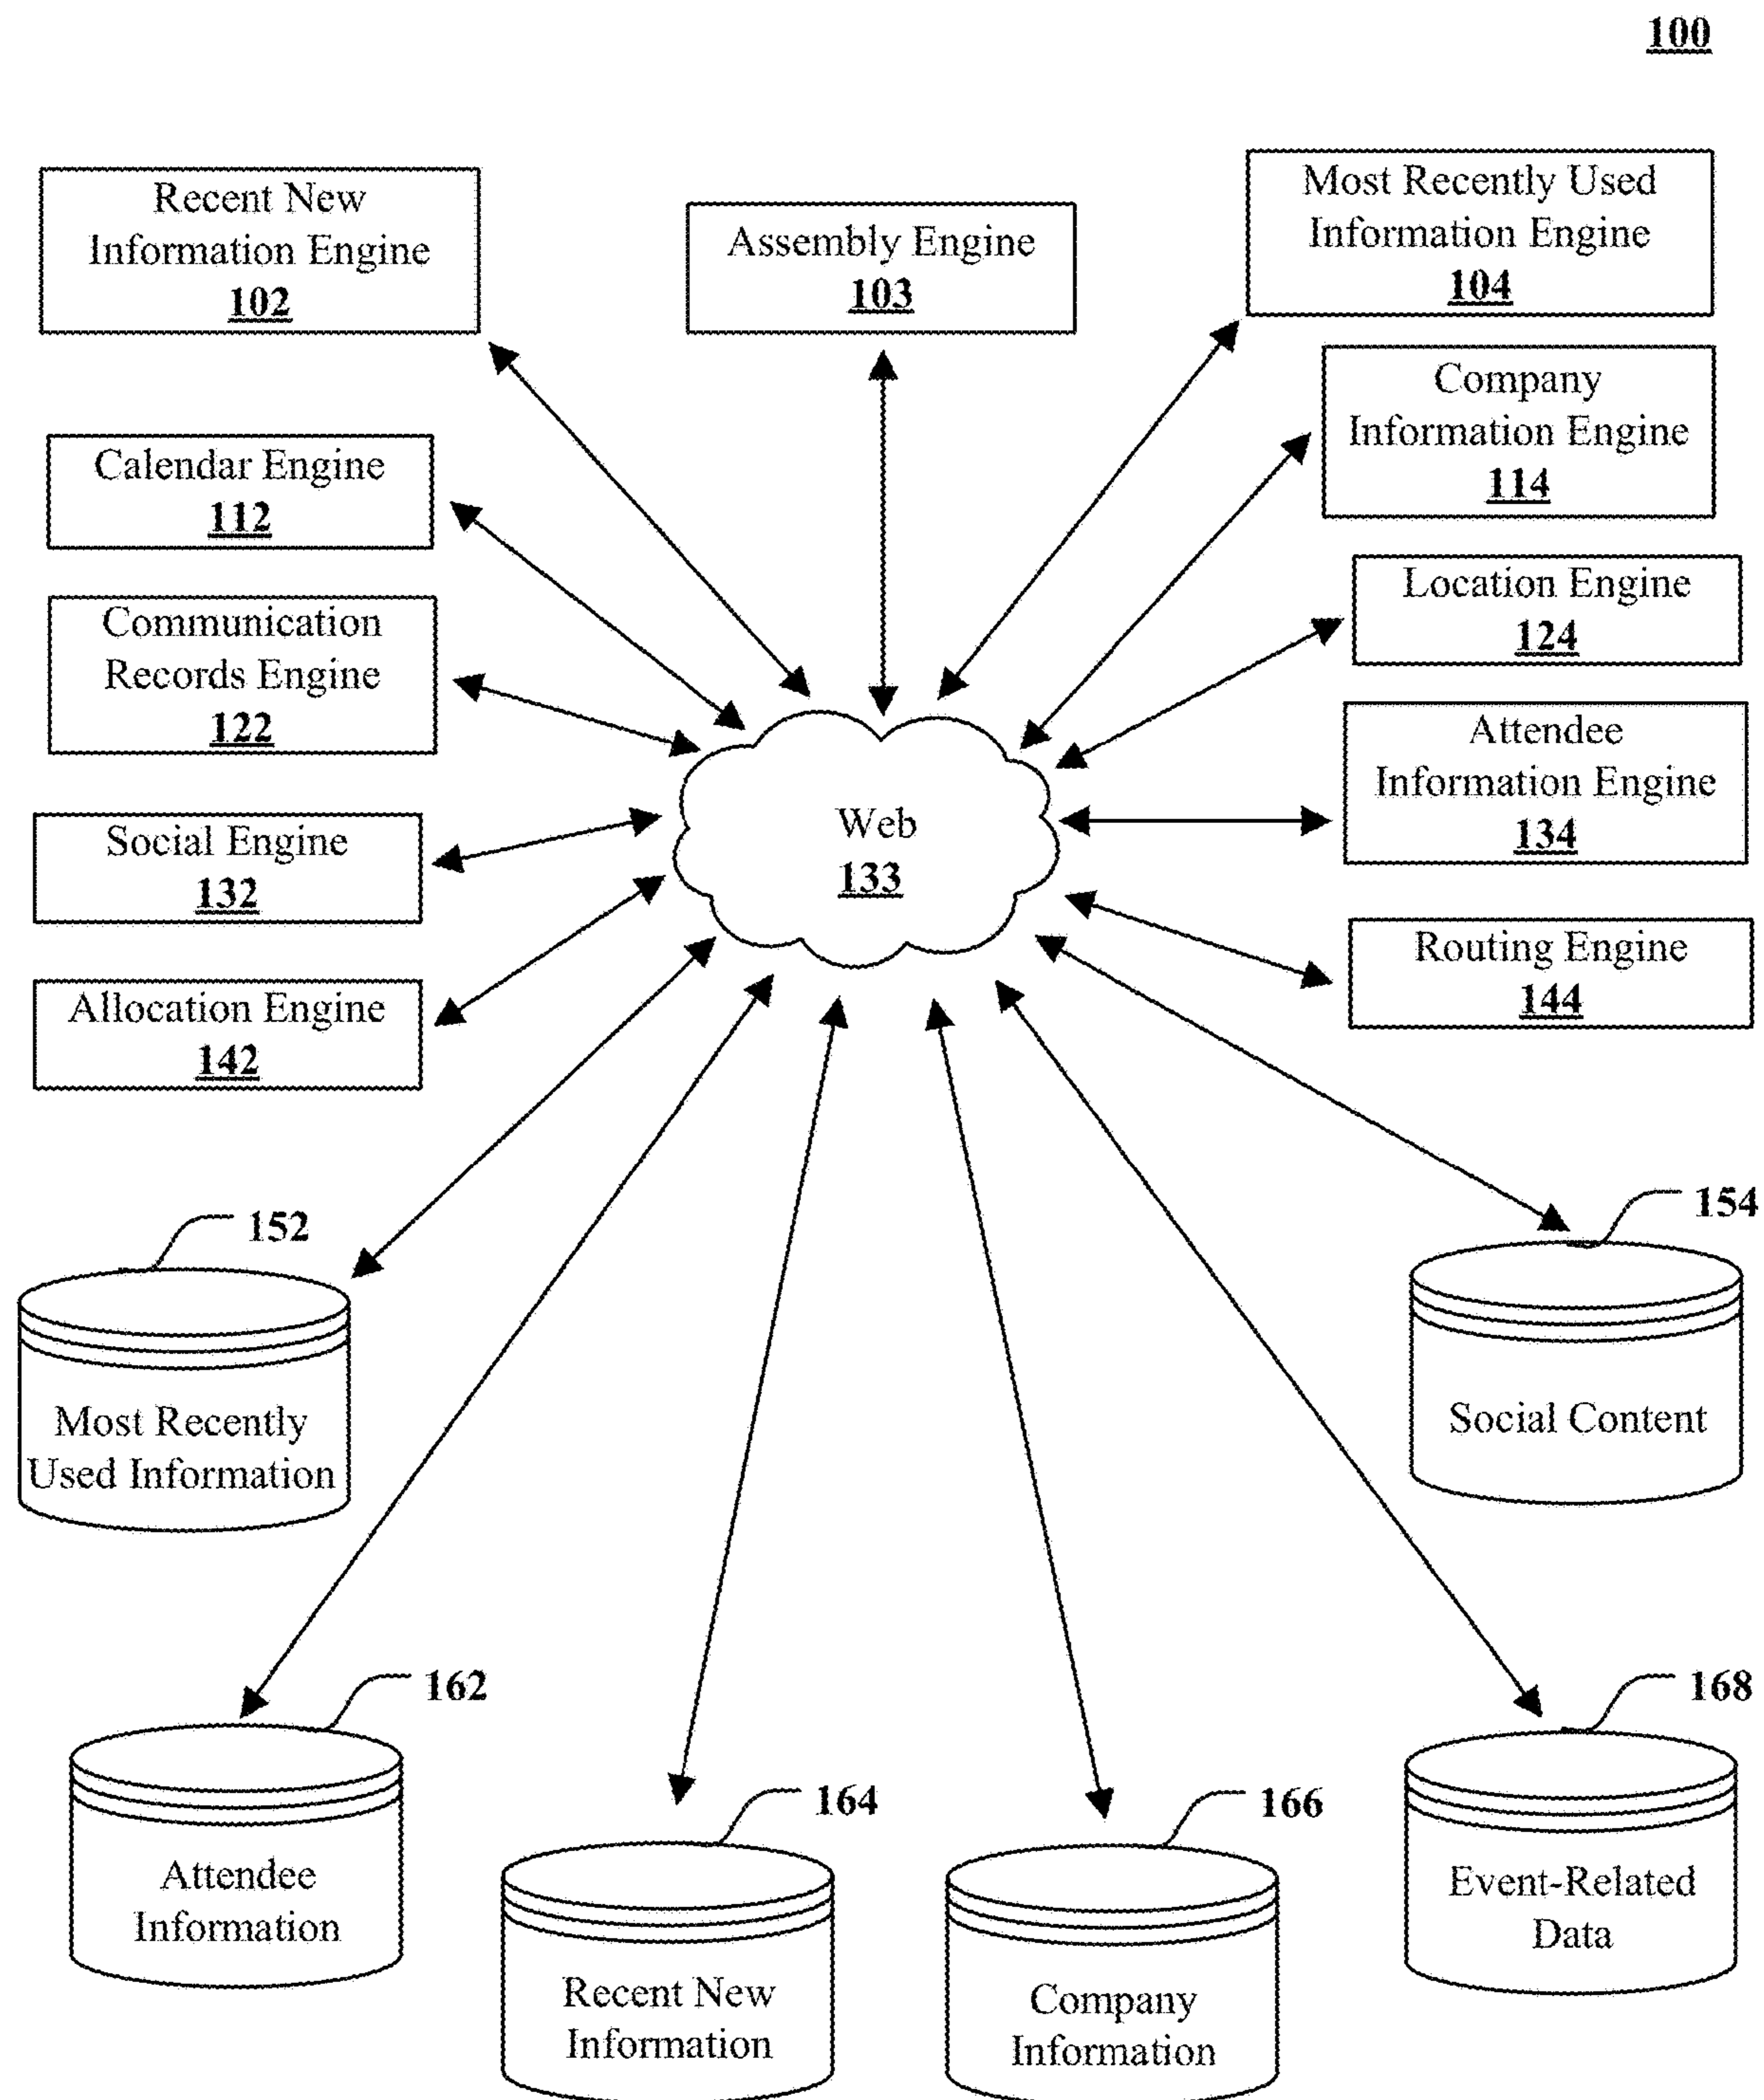 100
Recent New
Information Engine
102
Assembly Engine
103
Most Recently Used
Information Engine
104
Company
Information Engine
114
Calendar Engine
112
Location Engine
124
Communication
Records Engine
122
Attendee
Information Engine
134
Web
133
Social Engine
132
Routing Engine
144
Allocation Engine
142
152
Most Recently
Used Information
154
Social Content
162
Attendee
Information
164
Recent New
Information
166
Company
Information
168
Event-Related
Data